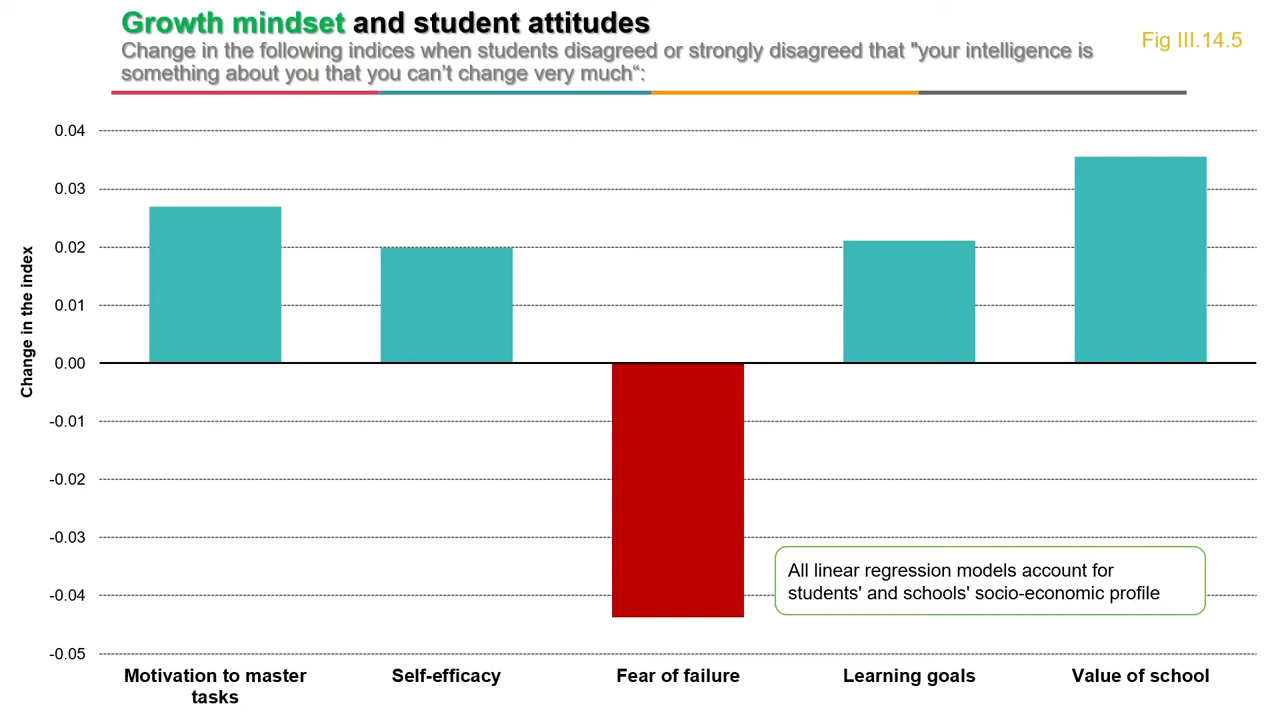 Growth mindset and student attitudes
Fig III.14.5
Change in the following indices when students disagreed or strongly disagreed that "your intelligence is
something about you that you can’t change very much“:
0.04
0.03
0.02
0.01
0.00
-0.01
-0.02
-0.03
-0.04
-0.05
Change in the index
All linear regression models account for
students' and schools' socio-economic profile
Motivation to master
tasks
Self-efficacy
Fear of failure
Learning goals
Value of school